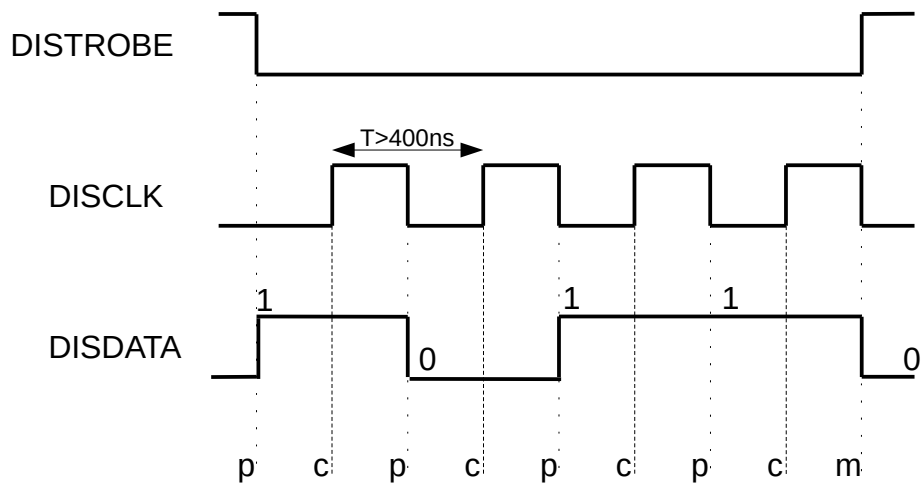 DISTROBE
T>400ns
DISCLK
1
1
1
DISDATA
0
0
p c p c p c p c m